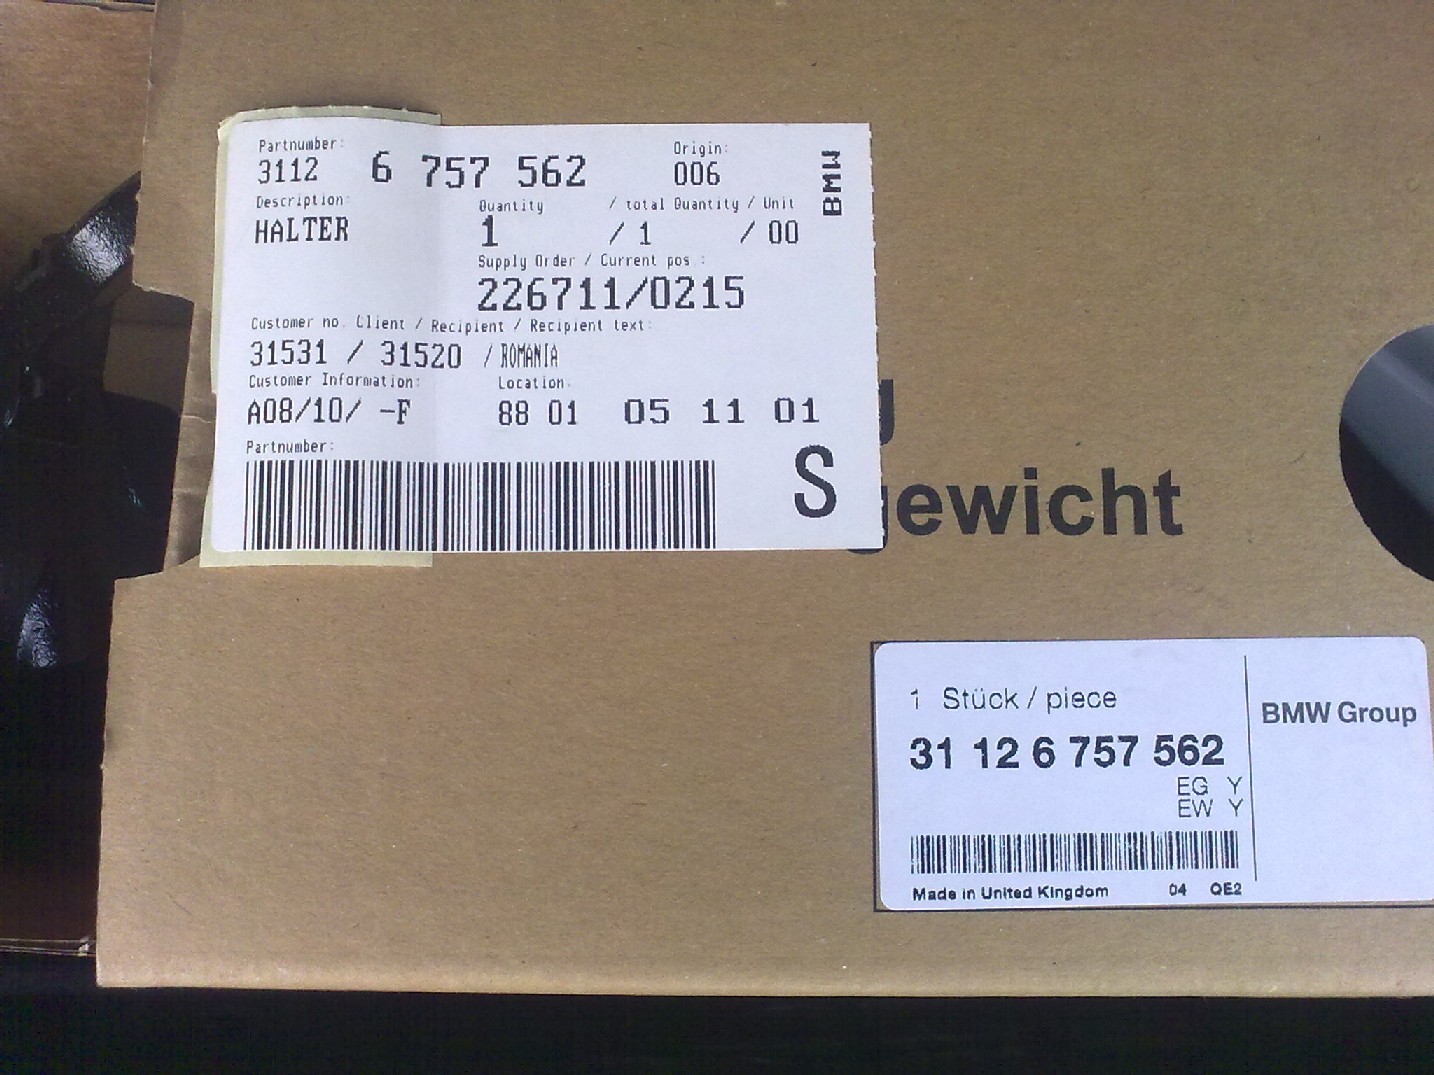 Partnumber: Origin:
3112 6 757 562 006
BMW
Description: Quantity / total Quantity / Unit
HALTER 1 / 1 / 00
Supply Order / Current pos :
226711/0215
Customer no. Client / Recipient / Recipient text:
31531 / 31520 / ROMANIA
Customer Information: Location:
A08/10/ -F 88 01 05 11 01
Partnumber:
S
gewicht
1 Stück / piece
BMW Group
31 12 6 757 562
EG Y
EW Y
Made in United Kingdom 04 QE2